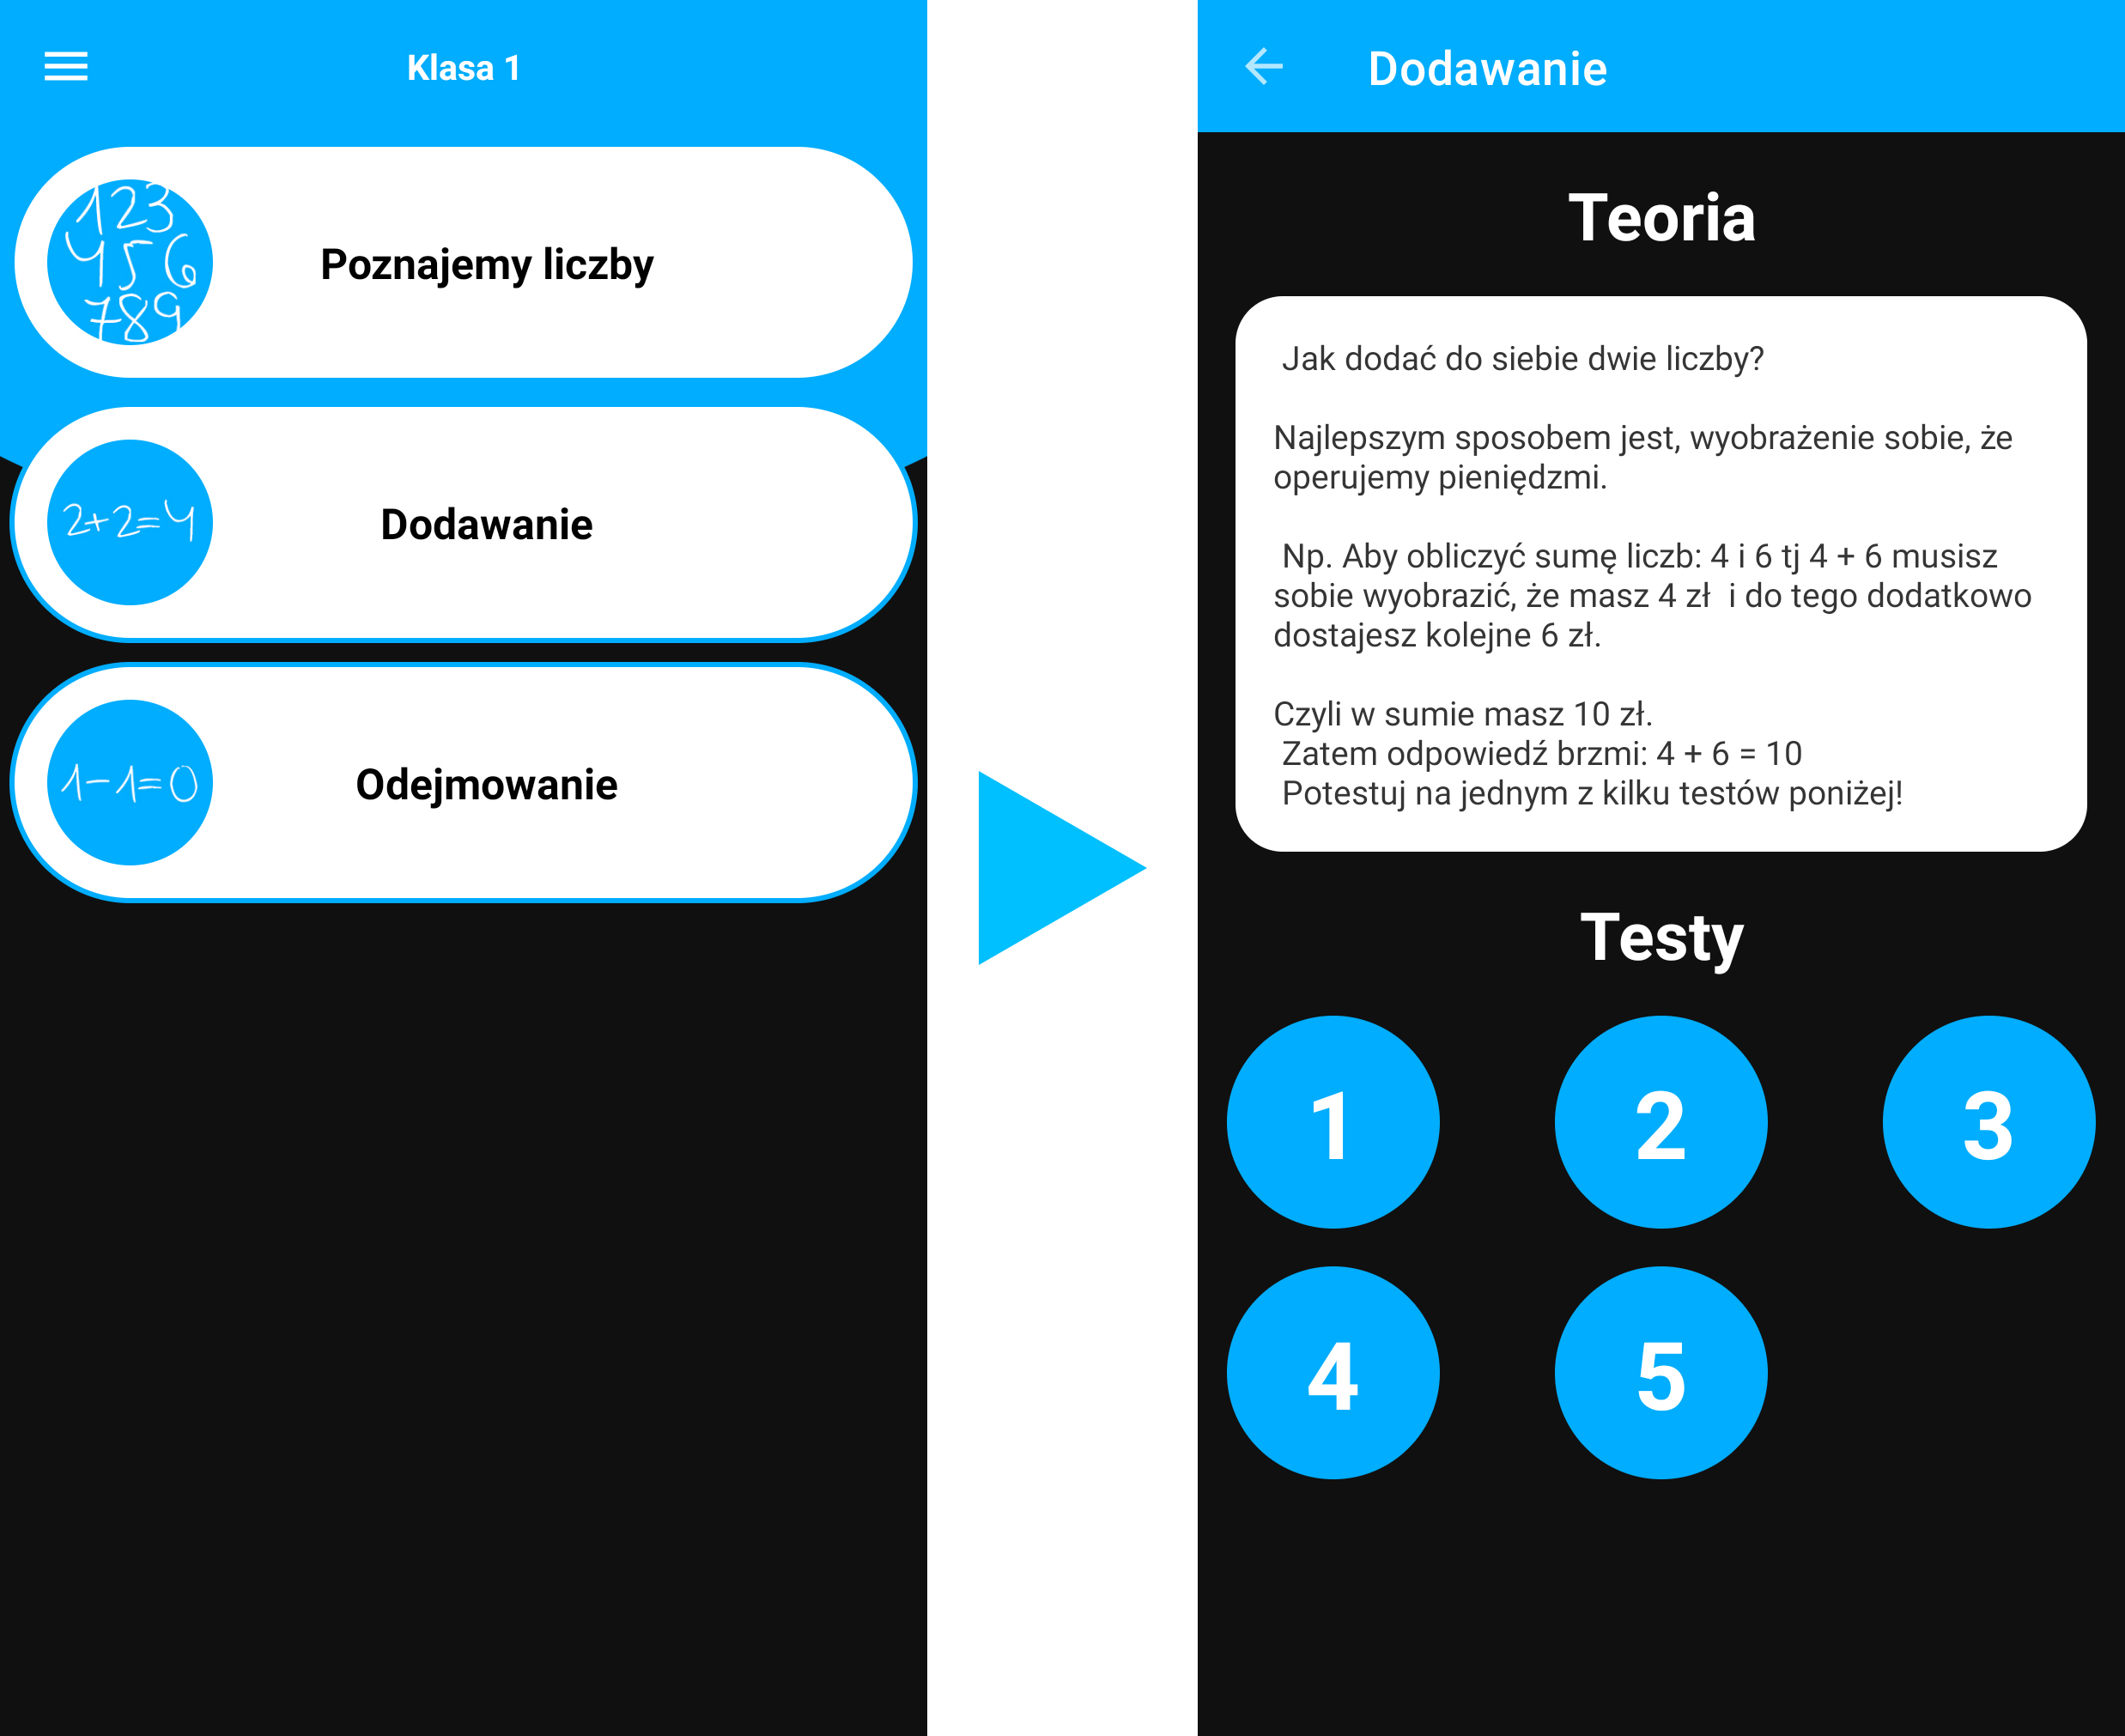 Klasa 1
123
456
789
Poznajemy liczby
2+2=4
Dodawanie
1-1=0
Odejmowanie
Dodawanie
Teoria
Jak dodać do siebie dwie liczby?
Najlepszym sposobem jest, wyobrażenie sobie, że
operujemy pieniędzmi.
Np. Aby obliczyć sumę liczb: 4 i 6 tj 4 + 6 musisz
sobie wyobrazić, że masz 4 zł  i do tego dodatkowo
dostajesz kolejne 6 zł.
Czyli w sumie masz 10 zł.
Zatem odpowiedź brzmi: 4 + 6 = 10
Potestuj na jednym z kilku testów poniżej!
Testy
1 2 3
4 5